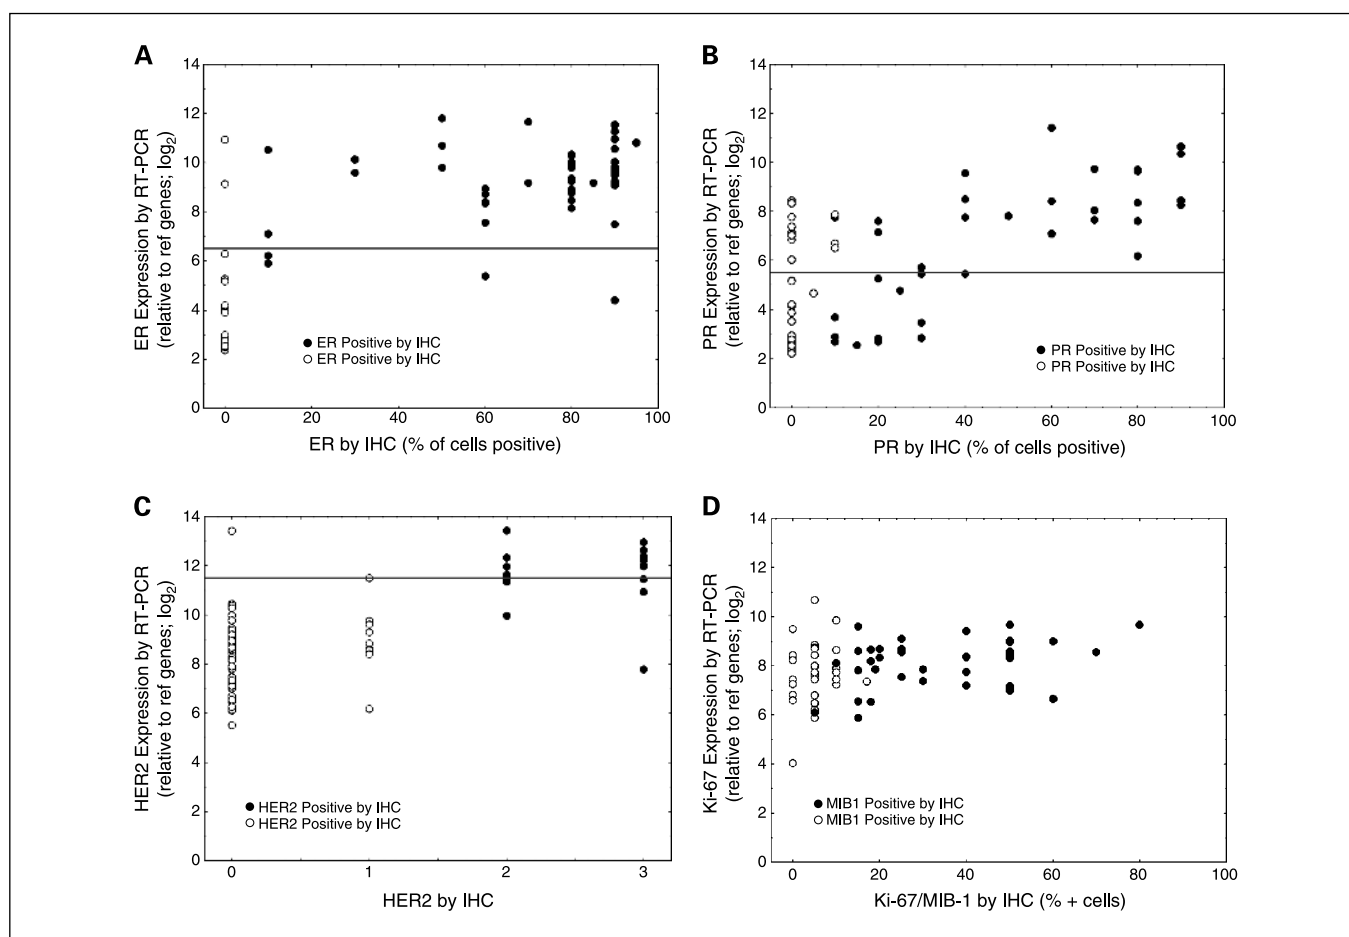 A
14
12
10
8
6
4
2
0
ER Expression by RT-PCR
(relative to ref genes; log2)
ER Positive by IHC
ER Positive by IHC
0 20 40 60 80 100
ER by IHC (% of cells positive)
B
14
12
10
8
6
4
2
0
PR Expression by RT-PCR
(relative to ref genes; log2)
PR Positive by IHC
PR Positive by IHC
0 20 40 60 80 100
PR by IHC (% of cells positive)
C
14
12
10
8
6
4
2
0
HER2 Expression by RT-PCR
(relative to ref genes; log2)
HER2 Positive by IHC
HER2 Positive by IHC
0 1 2 3
HER2 by IHC
D
14
12
10
8
6
4
2
0
Ki-67 Expression by RT-PCR
(relative to ref genes; log2)
MIB1 Positive by IHC
MIB1 Positive by IHC
0 20 40 60 80 100
Ki-67/MIB-1 by IHC (% + cells)